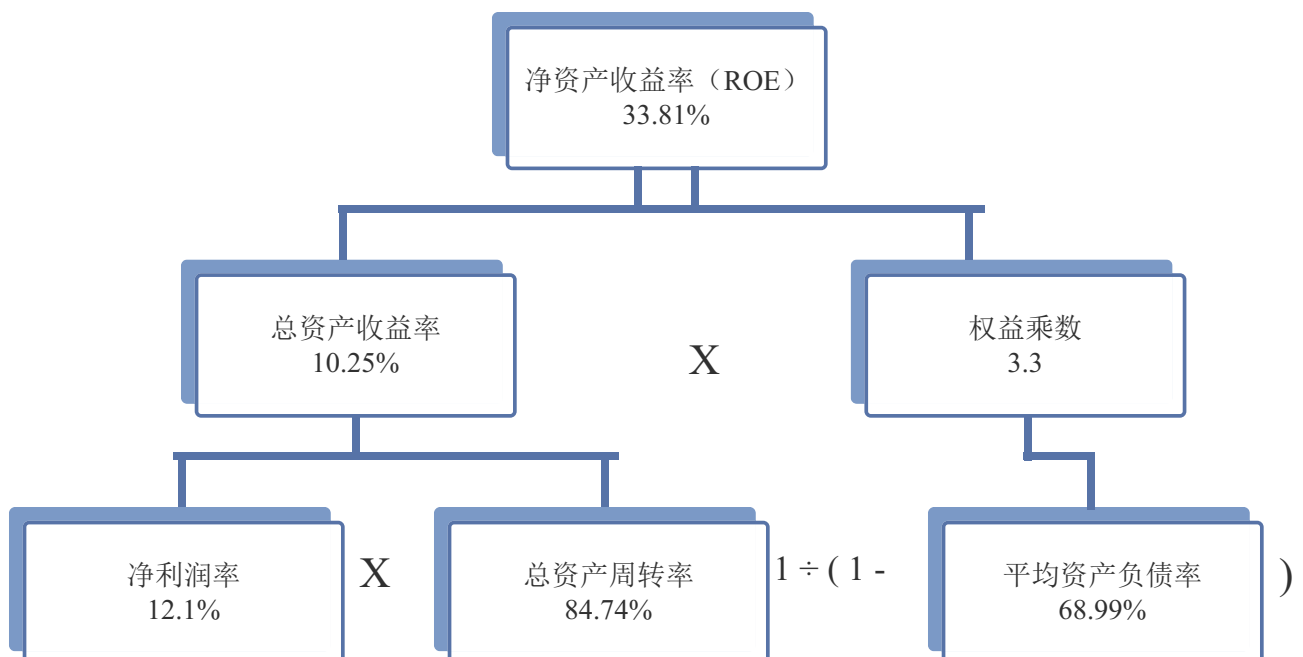 净资产收益率（ROE）
33.81%
总资产收益率
10.25%
X
权益乘数
3.3
净利润率
12.1%
X
总资产周转率
84.74%
1 ÷ ( 1 -
平均资产负债率
68.99%
)